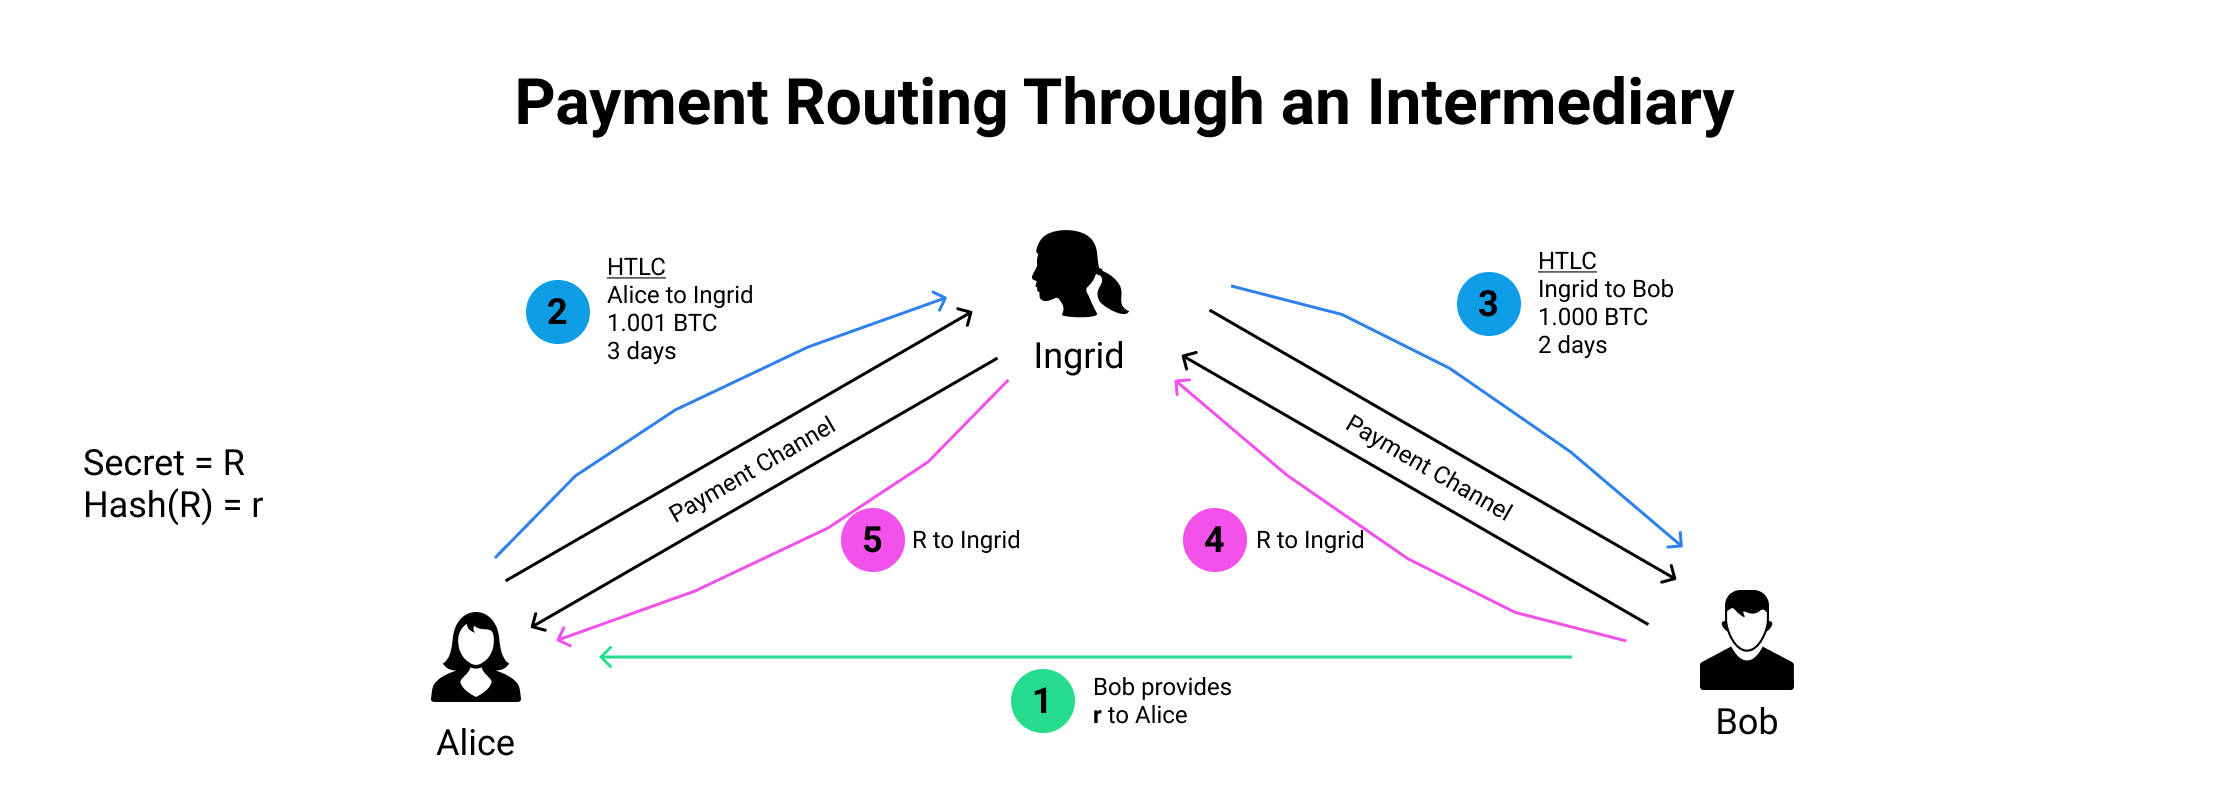 Payment Routing Through an Intermediary
2
HTLC
Alice to Ingrid
1.001 BTC
3 days
3
HTLC
Ingrid to Bob
1.000 BTC
2 days
Ingrid
Payment Channel
Payment Channel
Secret = R
Hash(R) = r
5
R to Ingrid
4
R to Ingrid
1
Bob provides
r to Alice
Alice
Bob